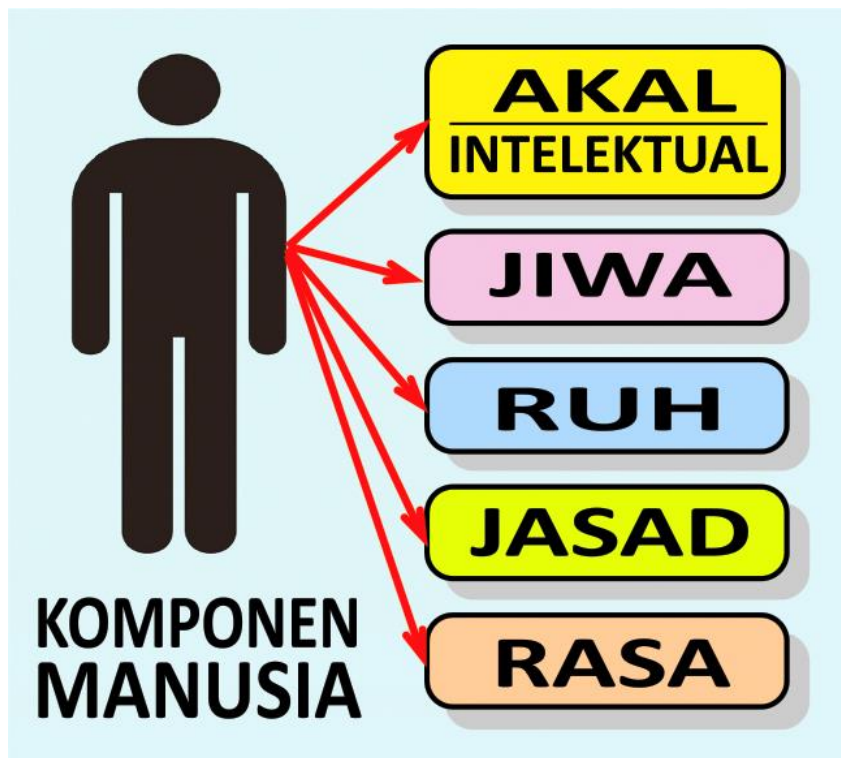 AKAL
INTELEKTUAL
JIWA
RUH
JASAD
RASA
KOMPONEN
MANUSIA